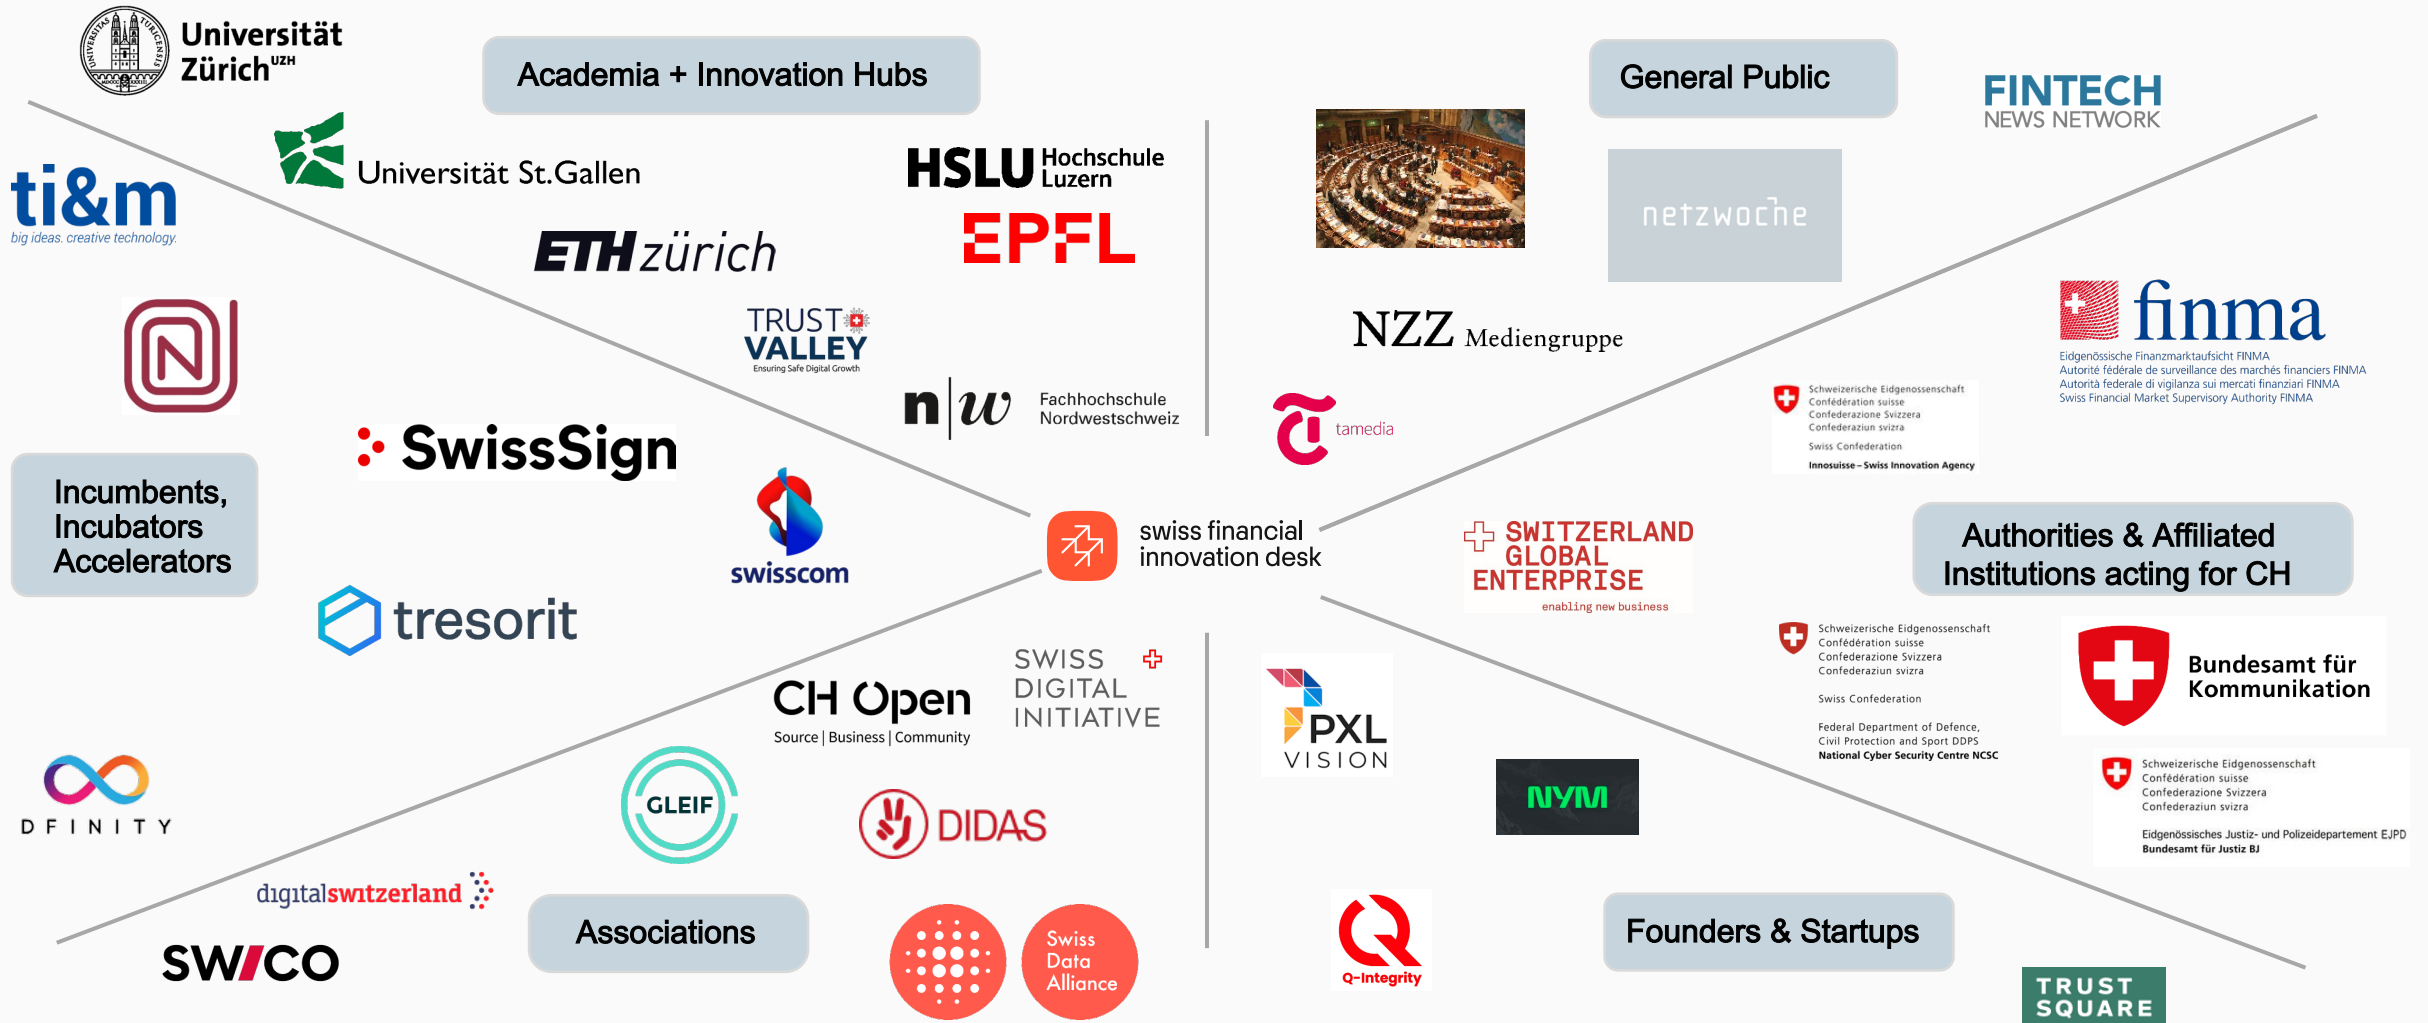 Universität
Zürich UZH
Academia + Innovation Hubs
General Public
FINTECH
NEWS NETWORK
ti&m
big ideas. creative technology.
Universität St.Gallen
HSLU Hochschule
Luzern
EPFL
ETH zürich
netzwoche
TRUST
VALLEY
Ensuring Safe Digital Growth
NZZ Mediengruppe
finma
Eidgenössische Finanzmarktaufsicht FINMA
Autorité fédérale de surveillance des marchés financiers FINMA
Autorità federale di vigilanza sui mercati finanziari FINMA
Swiss Financial Market Supervisory Authority FINMA
N
n|w Fachhochschule
Nordwestschweiz
tamedia
Schweizerische Eidgenossenschaft
Confédération suisse
Confederazione Svizzera
Confederaziun svizra
Swiss Confederation
Innosuisse – Swiss Innovation Agency
SwissSign
Incumbents,
Incubators
Accelerators
swisscom
swiss financial
innovation desk
SWITZERLAND
GLOBAL
ENTERPRISE
enabling new business
Authorities & Affiliated
Institutions acting for CH
tresorit
CH Open
Source | Business | Community
SWISS
DIGITAL
INITIATIVE
PXL
VISION
Schweizerische Eidgenossenschaft
Confédération suisse
Confederazione Svizzera
Confederaziun svizra
Swiss Confederation
Federal Department of Defence,
Civil Protection and Sport DDPS
National Cyber Security Centre NCSC
Bundesamt für
Kommunikation
DFINITY
GLEIF
DIDAS
NYM
Schweizerische Eidgenossenschaft
Confédération suisse
Confederazione Svizzera
Confederaziun svizra
Eidgenössisches Justiz- und Polizeidepartement EJPD
Bundesamt für Justiz BJ
digitalswitzerland
SWICO
Associations
Swiss
Data
Alliance
Q-Integrity
Founders & Startups
TRUST
SQUARE